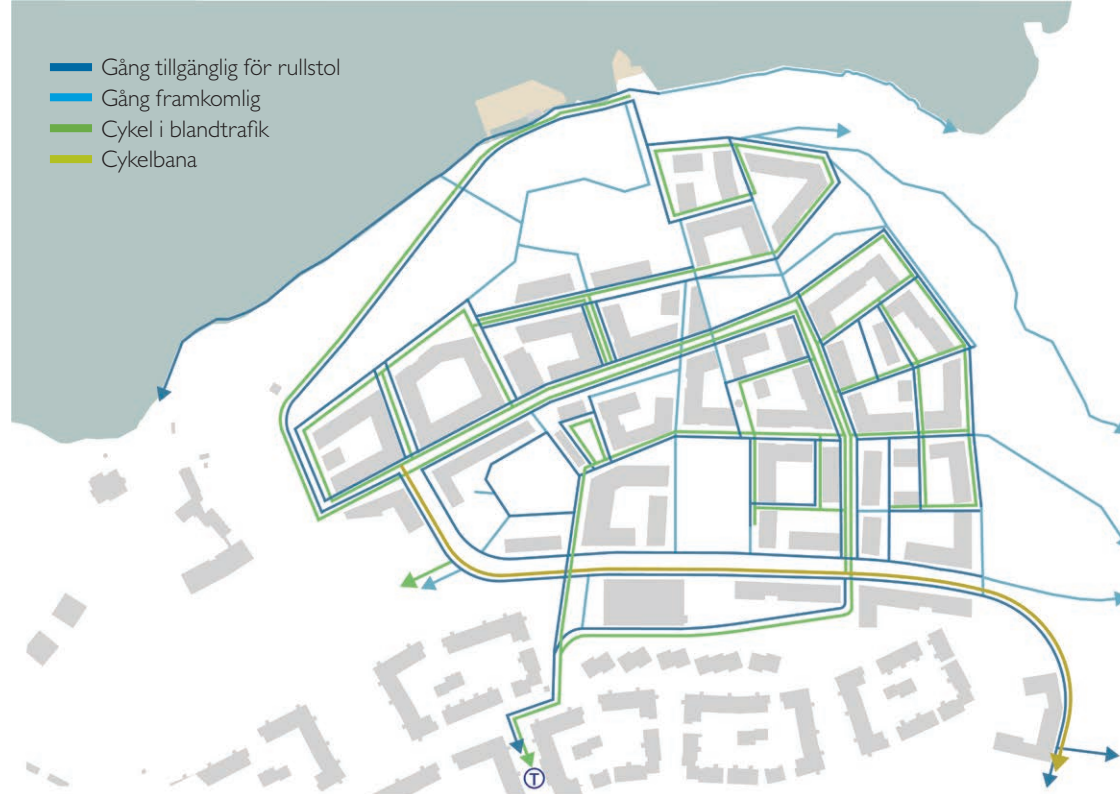 Gång tillgänglig för rullstol
Gång framkomlig
Cykel i blandtrafik
Cykelbana
T